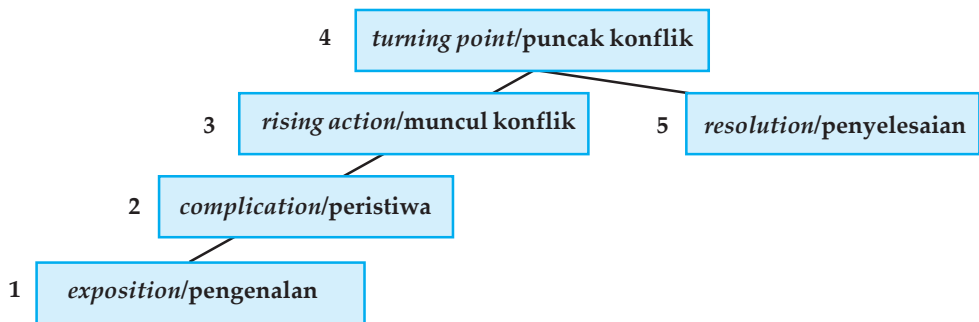 4 turning point/puncak konflik
3 rising action/muncul konflik
5 resolution/penyelesaian
2 complication/peristiwa
1 exposition/pengenalan